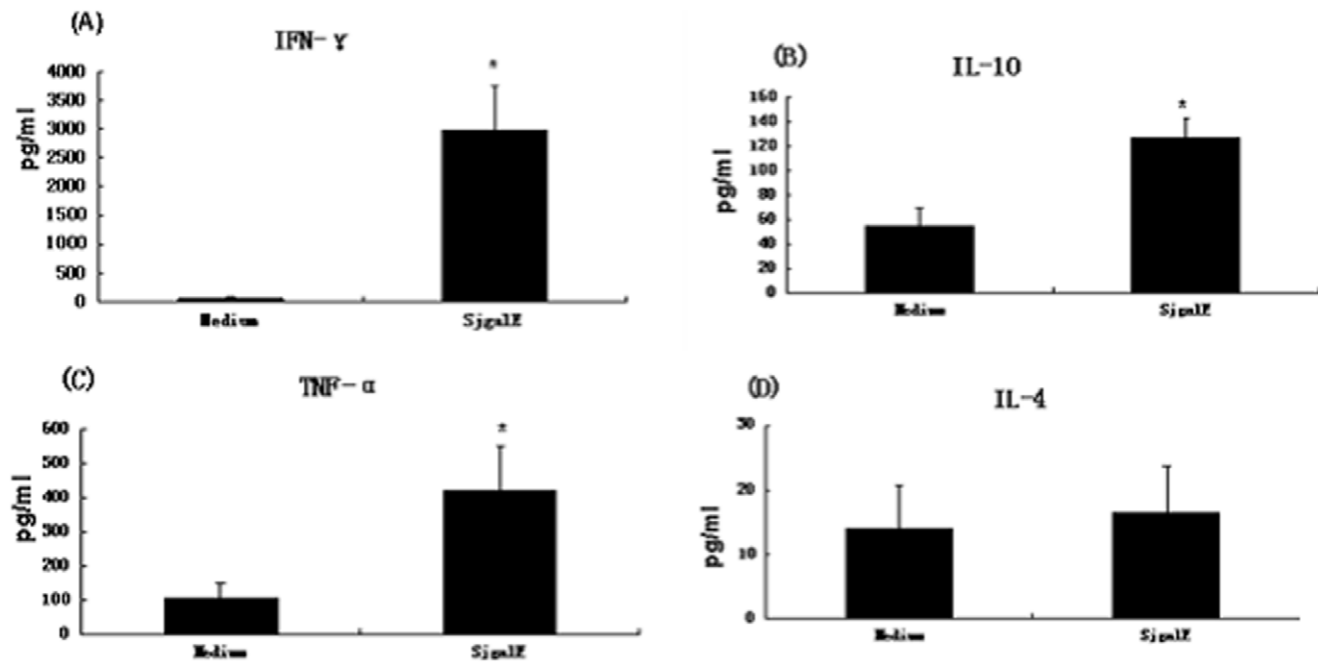 (A)
IFN-γ
pg/ml
4000
3500
3000
2500
2000
1500
1000
500
0
*
Medium SjgalE
(B)
IL-10
pg/ml
160
140
120
100
80
60
40
20
0
*
Medium SjgalE
(C)
TNF-α
pg/ml
600
500
400
300
200
100
0
*
Medium SjgalE
(D)
IL-4
pg/ml
30
20
10
0
Medium SjgalE